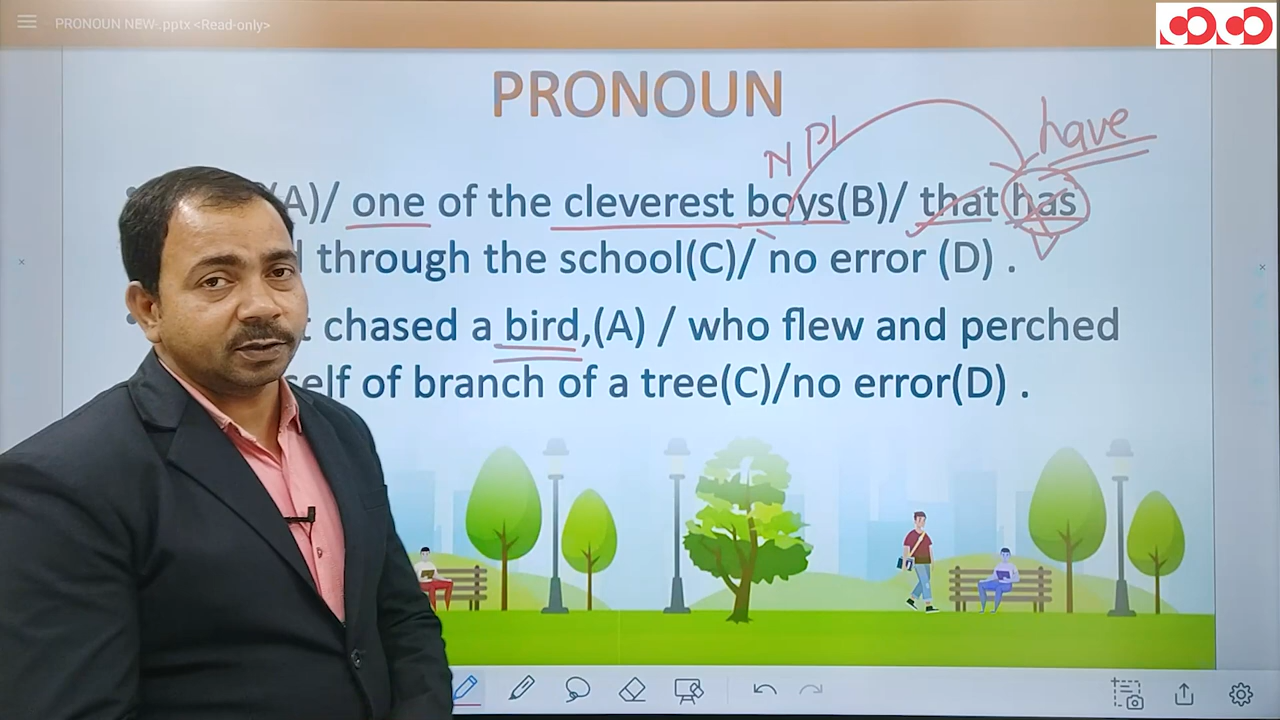 PRONOUN NEW-.pptx <Read-only>
PRONOUN
N Pl
have
(A)/ one of the cleverest boys(B)/ that has
through the school(C)/ no error (D) .
chased a bird,(A) / who flew and perched
self of branch of a tree(C)/no error(D) .